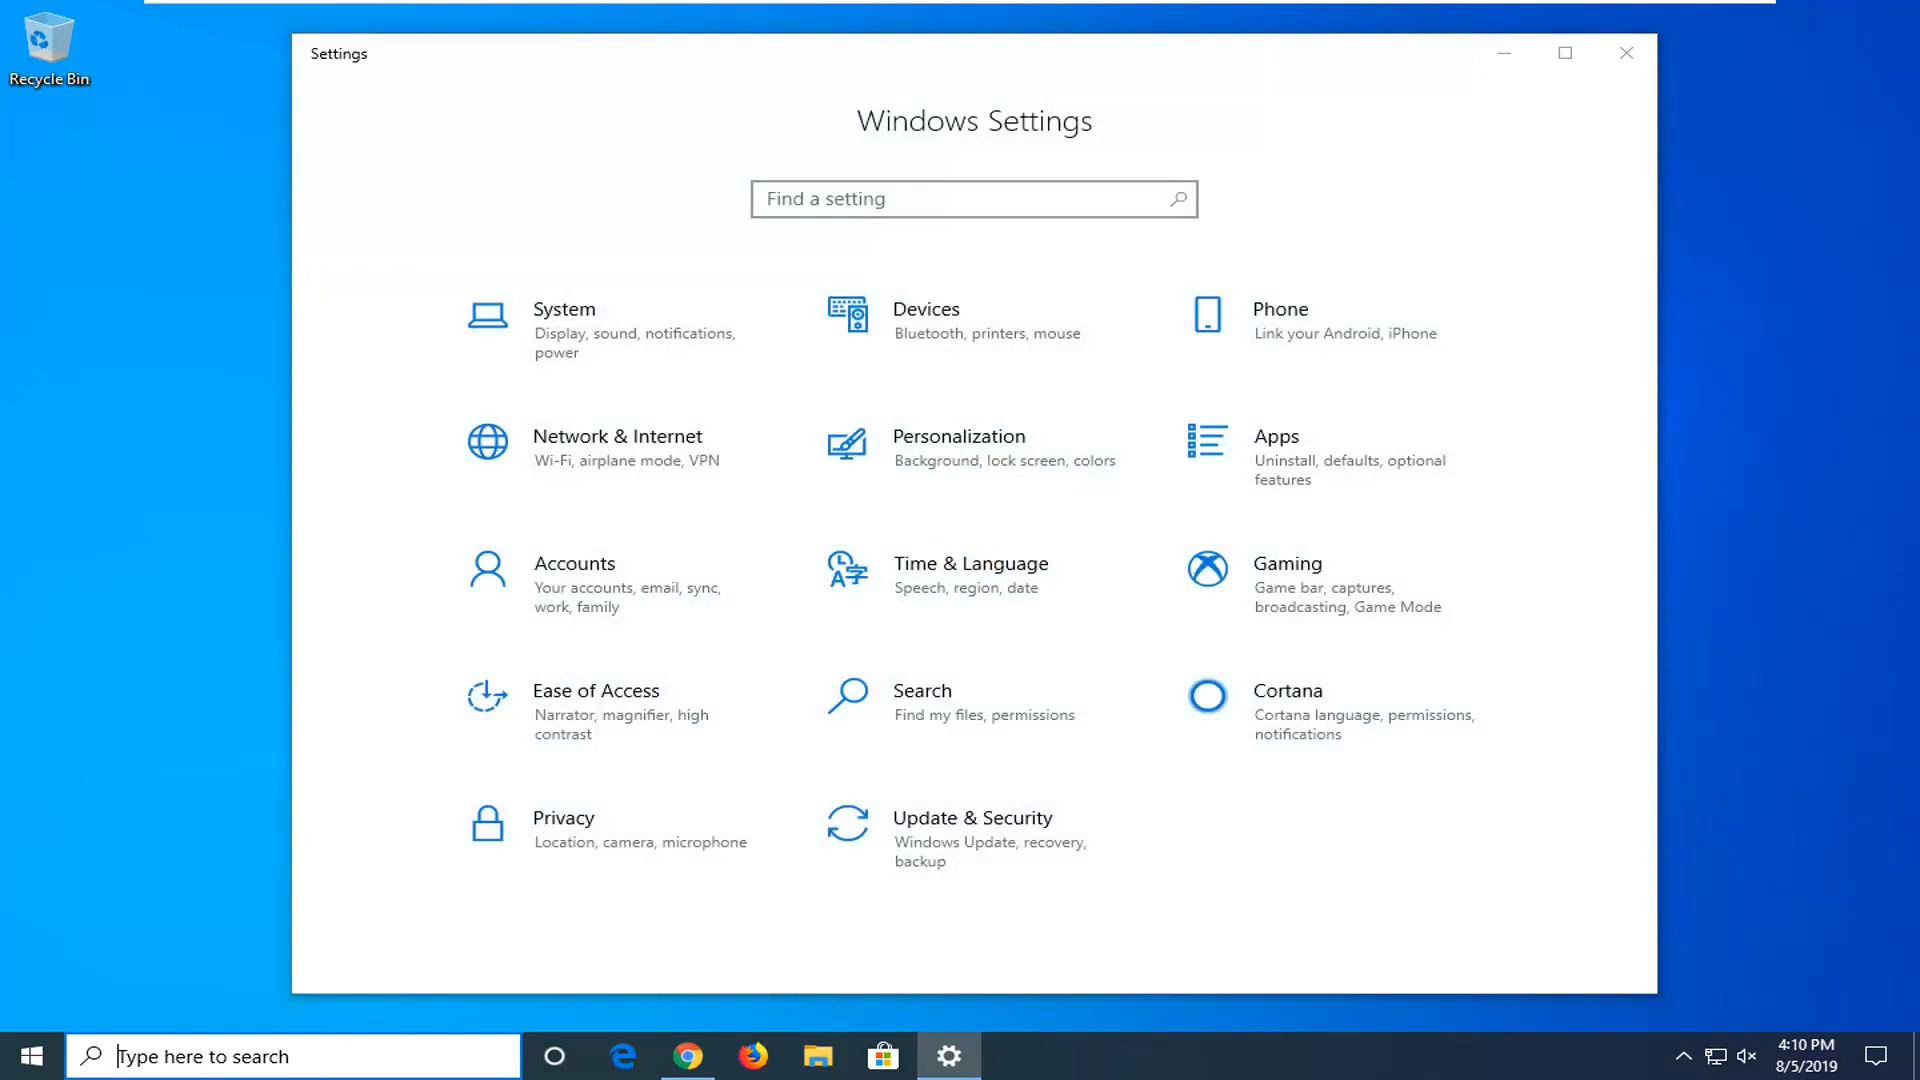 Recycle Bin
Settings
Windows Settings
Find a setting
System
Display, sound, notifications,
power
Devices
Bluetooth, printers, mouse
Phone
Link your Android, iPhone
Network & Internet
Wi-Fi, airplane mode, VPN
Personalization
Background, lock screen, colors
Apps
Uninstall, defaults, optional
features
Accounts
Your accounts, email, sync,
work, family
Time & Language
Speech, region, date
Gaming
Game bar, captures,
broadcasting, Game Mode
Ease of Access
Narrator, magnifier, high
contrast
Search
Find my files, permissions
Cortana
Cortana language, permissions,
notifications
Privacy
Location, camera, microphone
Update & Security
Windows Update, recovery,
backup
Type here to search
4:10 PM
8/5/2019